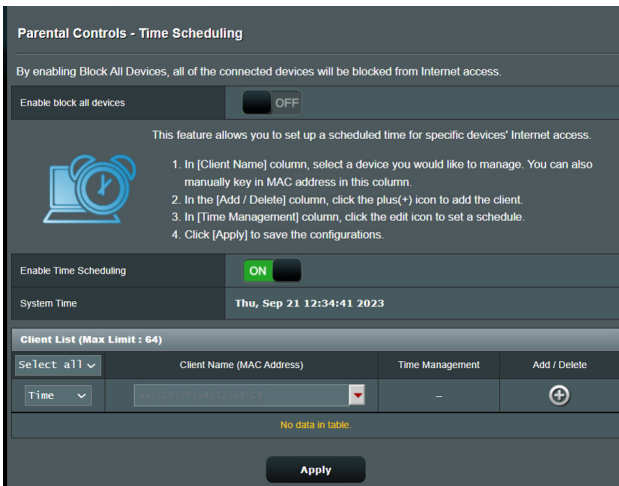 Parental Controls - Time Scheduling
By enabling Block All Devices, all of the connected devices will be blocked from Internet access.
Enable block all devices
OFF
This feature allows you to set up a scheduled time for specific devices' Internet access.
1. In [Client Name] column, select a device you would like to manage. You can also
manually key in MAC address in this
column.
2. In the [Add / Delete] column, click the plus(+) icon to add the client.
3. In [Time Management] column, click the edit icon to set a schedule.
4. Click [Apply] to save the configurations.
Enable Time Scheduling
ON
System Time
Thu, Sep 21 12:34:41 2023
Client List (Max Limit : 64)
Select all
Client Name (MAC Address)
Time Management
Add / Delete
Time
--
No data in table.
Apply